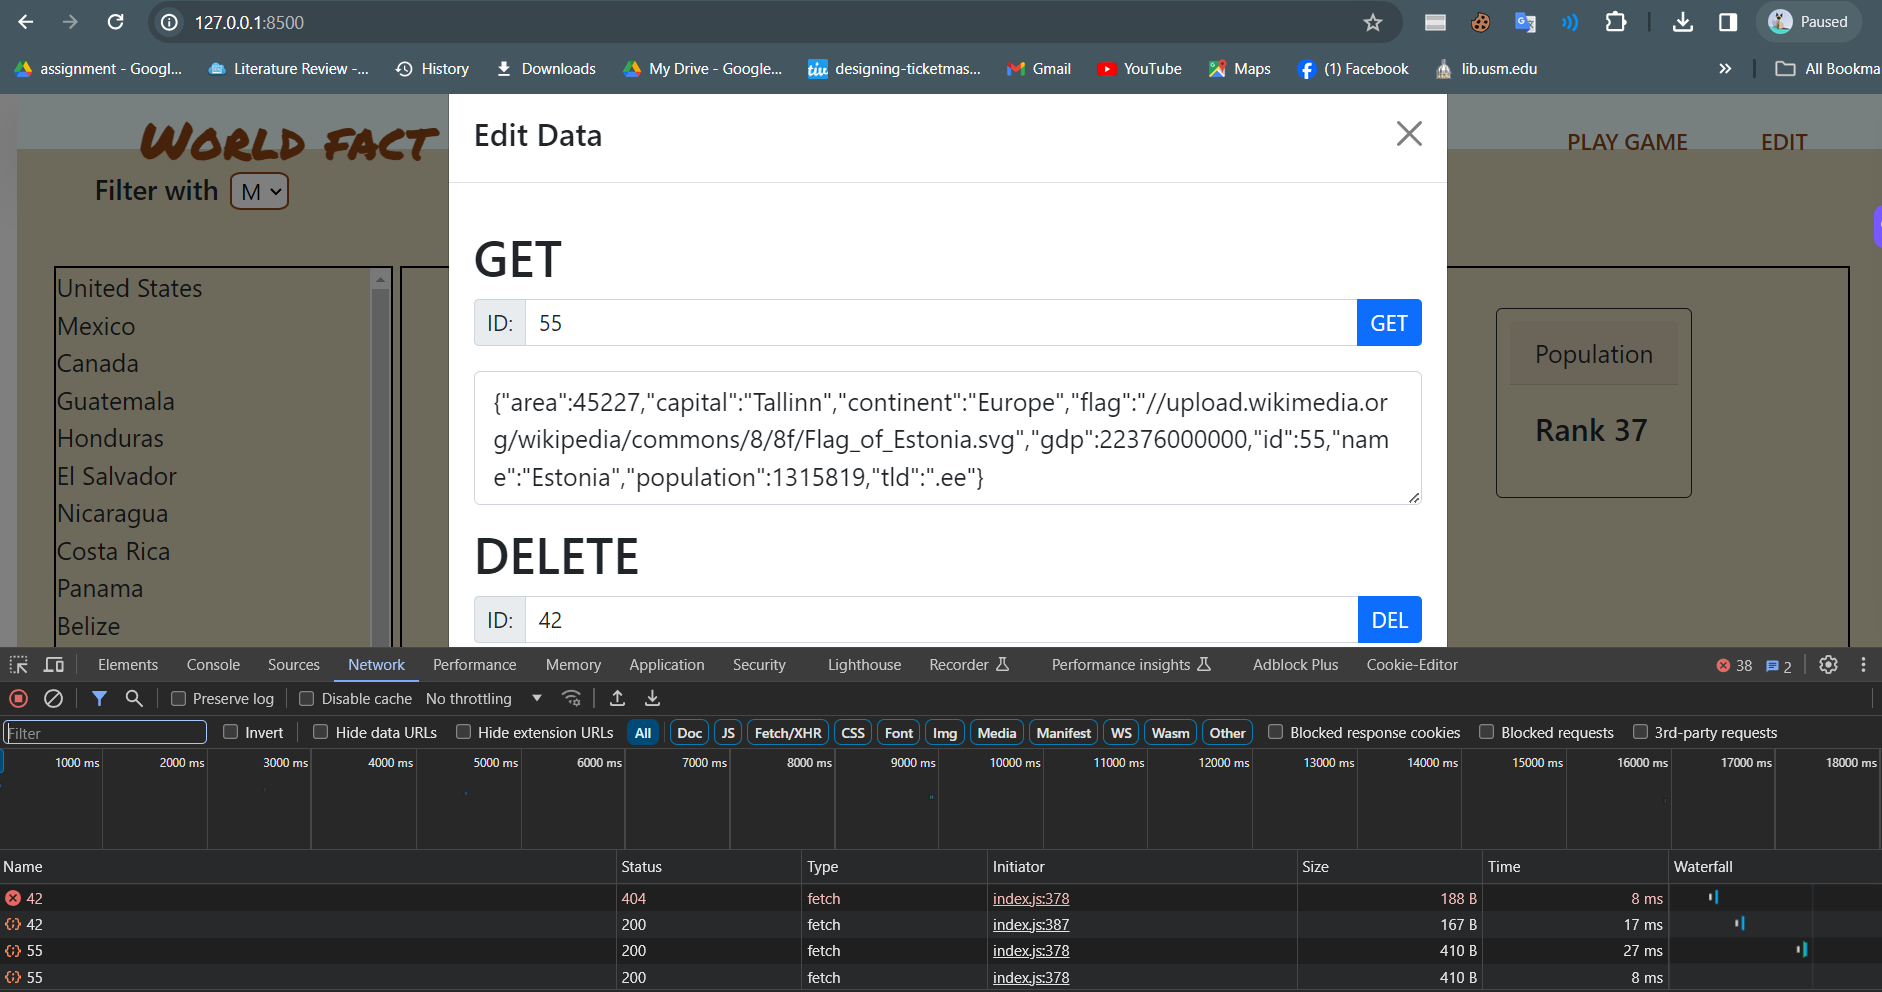 127.0.0.1:8500
Paused
assignment - Googl...
Literature Review -...
History
Downloads
My Drive - Google...
tiv
designing-ticketmas...
Gmail
YouTube
Maps
(1) Facebook
lib.usm.edu
All Bookma
World fact
PLAY GAME
EDIT
Filter with
M
United States
Mexico
Canada
Guatemala
Honduras
El Salvador
Nicaragua
Costa Rica
Panama
Belize
Edit Data
GET
ID: 55 GET
{"area":45227,"capital":"Tallinn","continent":"Europe","flag":"//upload.wikimedia.or
g/wikipedia/commons/8/8f/Flag_of_Estonia.svg","gdp":22376000000,"id":55,"nam
e":"Estonia","population":1315819,"tld":".ee"}
DELETE
ID: 42 DEL
Population
Rank 37
Elements Console Sources Network Performance Memory Application Security Lighthouse Recorder Performance insights Adblock Plus Cookie-Editor 38 2
Preserve log Disable cache No throttling
Filter Invert Hide data URLs Hide extension URLs All Doc JS Fetch/XHR CSS Font Img Media Manifest WS Wasm Other Blocked response cookies Blocked requests 3rd-party requests
1000 ms 2000 ms 3000 ms 4000 ms 5000 ms 6000 ms 7000 ms 8000 ms 9000 ms 10000 ms 11000 ms 12000 ms 13000 ms 14000 ms 15000 ms 16000 ms 17000 ms 18000 ms
Name Status Type Initiator Size Time Waterfall
42 404 fetch index.js:378 188 B 8 ms
42 200 fetch index.js:387 167 B 17 ms
55 200 fetch index.js:378 410 B 27 ms
55 200 fetch index.js:378 410 B 8 ms